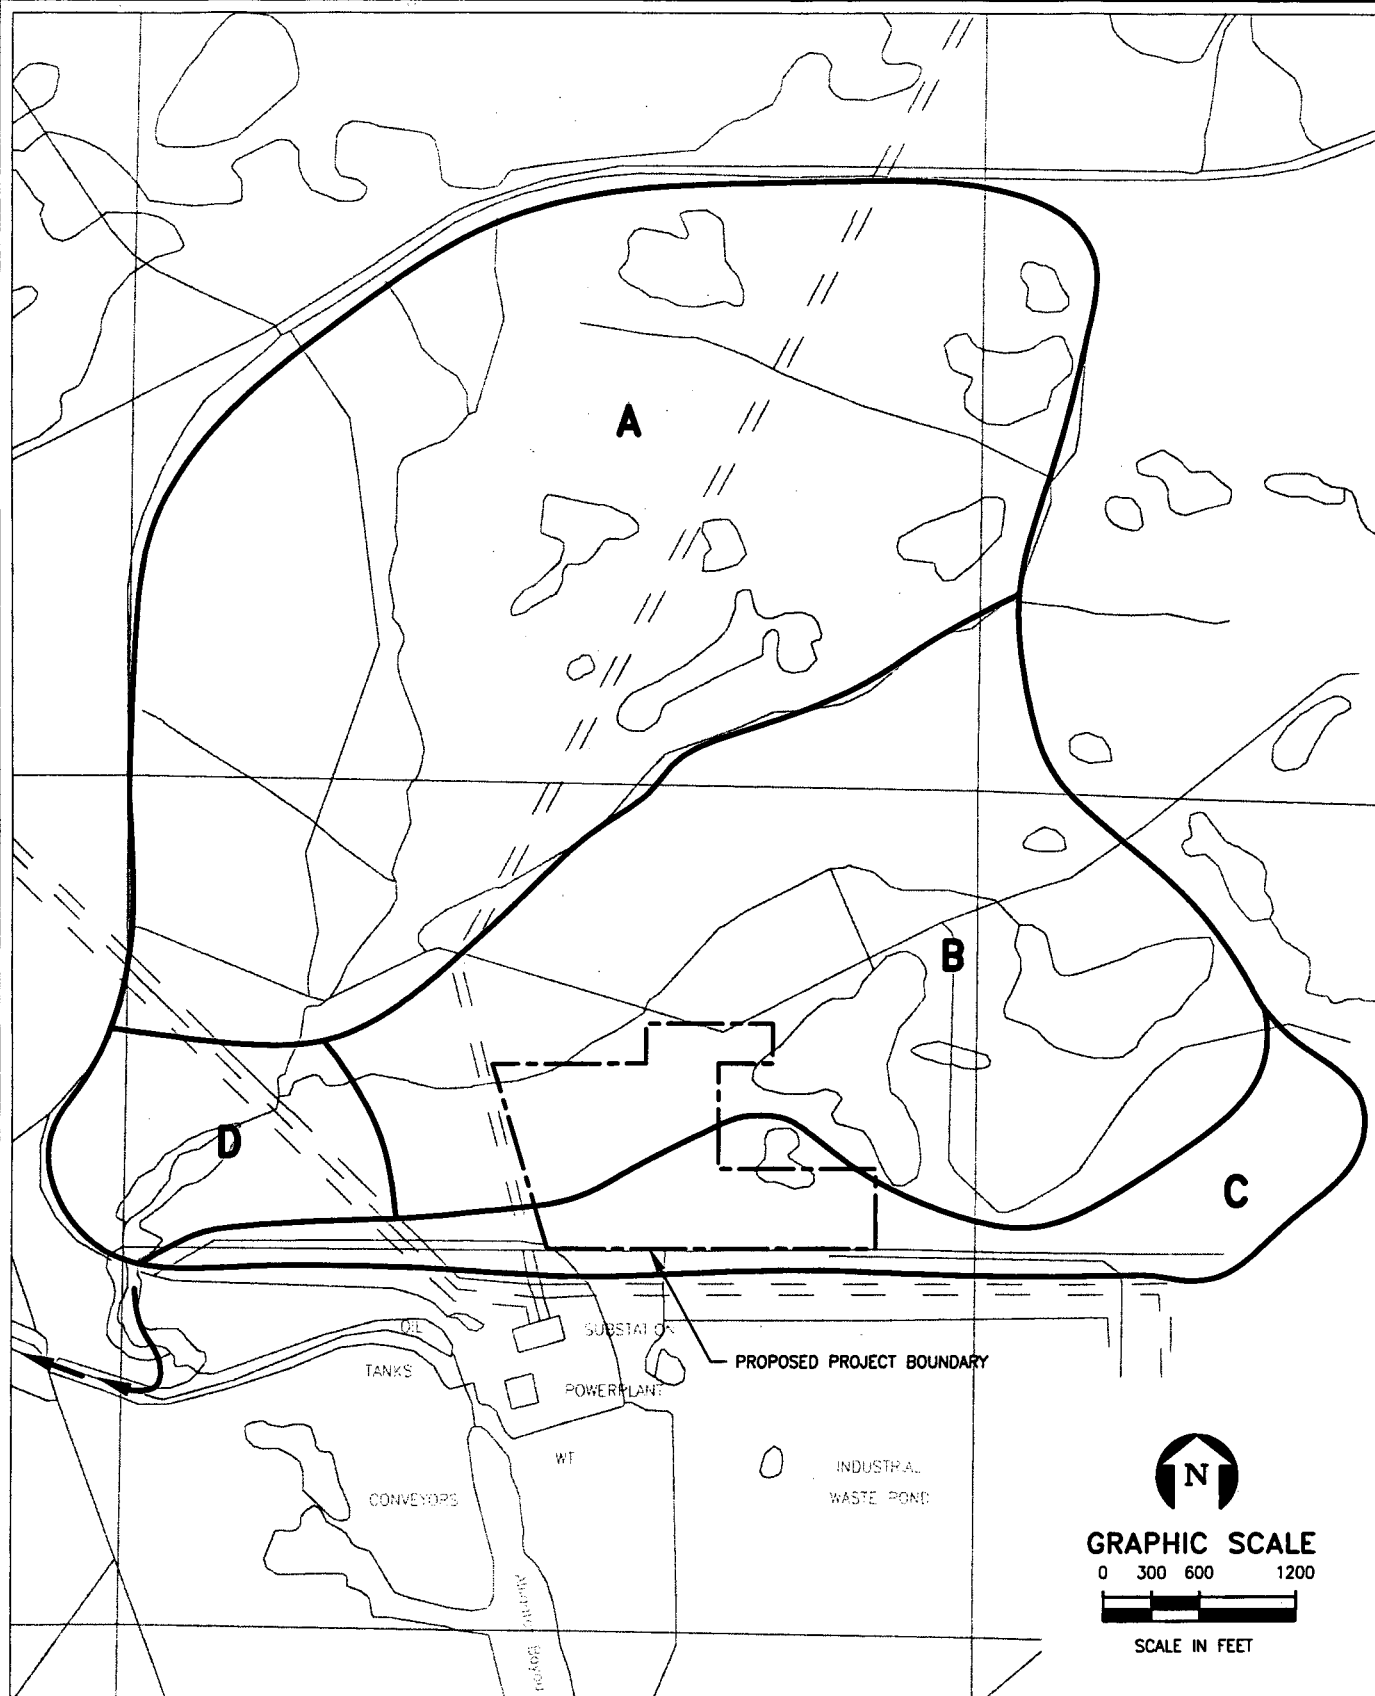 A
B
D
C
OIL
SUBSTATION
TANKS
PROPOSED PROJECT BOUNDARY
POWERPLANT
WT
INDUSTRIAL
WASTE POND
CONVEYORS
N
GRAPHIC SCALE
0 300 600 1200
SCALE IN FEET